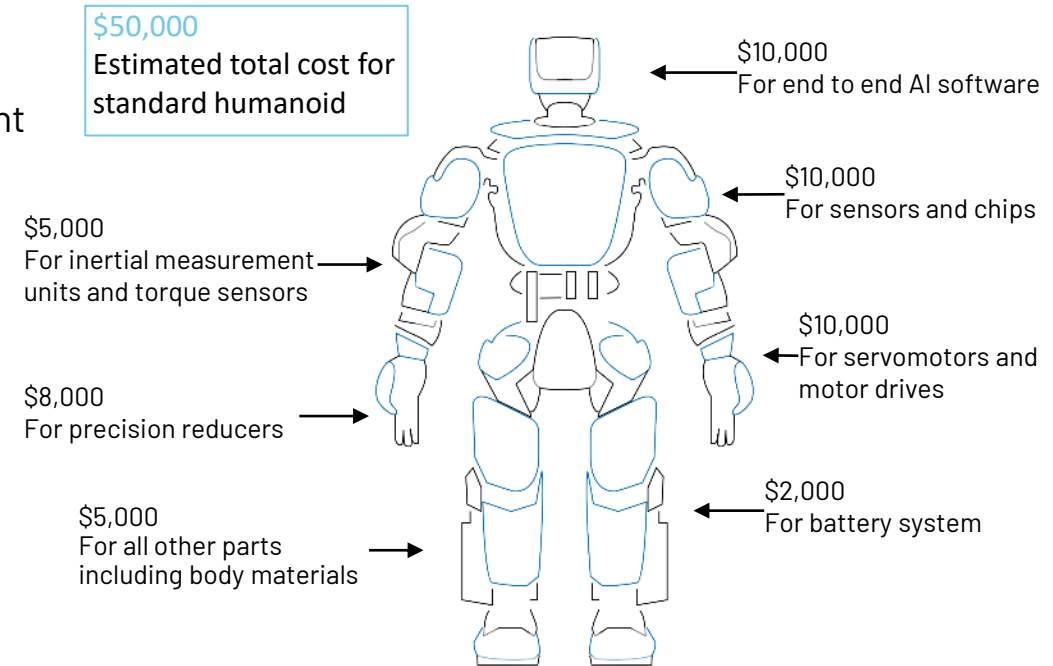 $50,000
Estimated total cost for
standard humanoid
nt
$10,000
For end to end AI software
$10,000
For sensors and chips
$5,000
For inertial measurement
units and torque sensors
$10,000
For servomotors and
motor drives
$8,000
For precision reducers
$2,000
For battery system
$5,000
For all other parts
including body materials